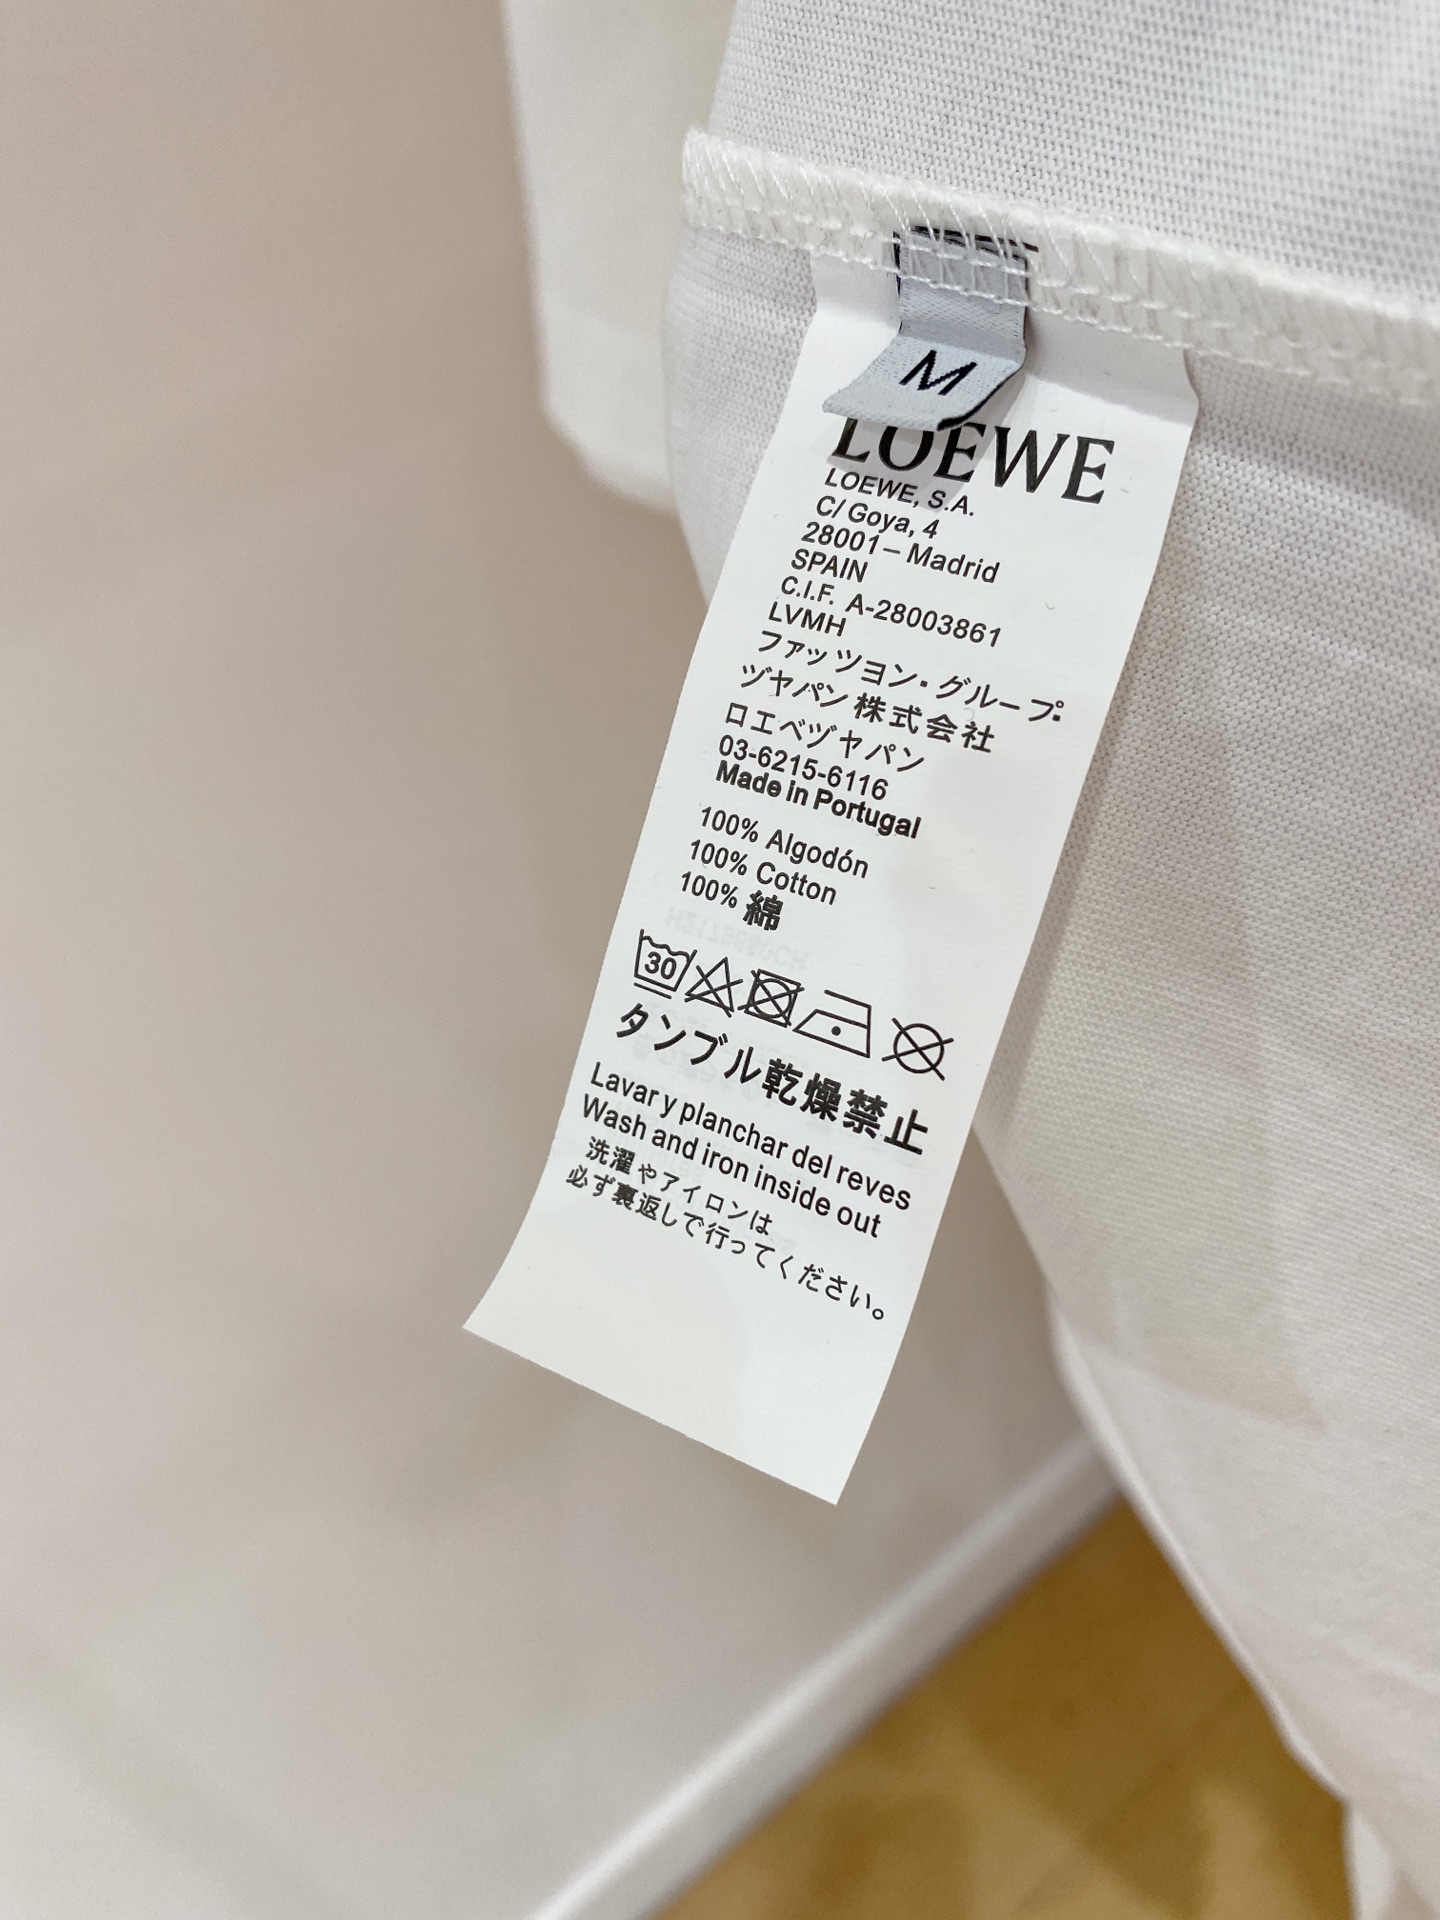 M
LOEWE
LOEWE, S.A.
C/ Goya, 4
28001 – Madrid
SPAIN
C.I.F. A-28003861
LVMH
ファッツヨン・グループ・
ヅヤパン株式会社
ロエベヅヤパン
03-6215-6116
Made in Portugal
100% Algodón
100% Cotton
100% 綿
30
タンブル乾燥禁止
Lavar y planchar del reves
Wash and iron inside out
洗濯やアイロンは
必ず裏返しで行ってください。